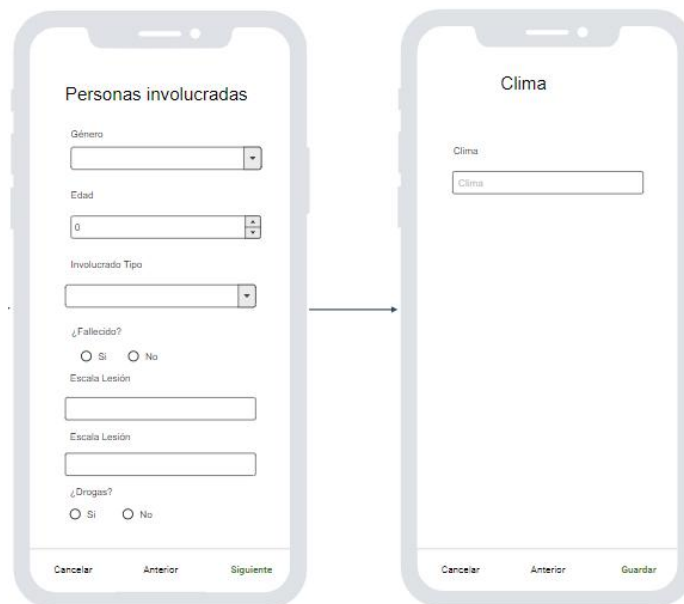 Personas involucradas
Género
Edad
0
Involucrado Tipo
¿Fallecido?
Si No
Escala Lesión
Escala Lesión
¿Drogas?
Si No
Cancelar Anterior Siguiente
Clima
Clima
Clima
Cancelar Anterior Guardar